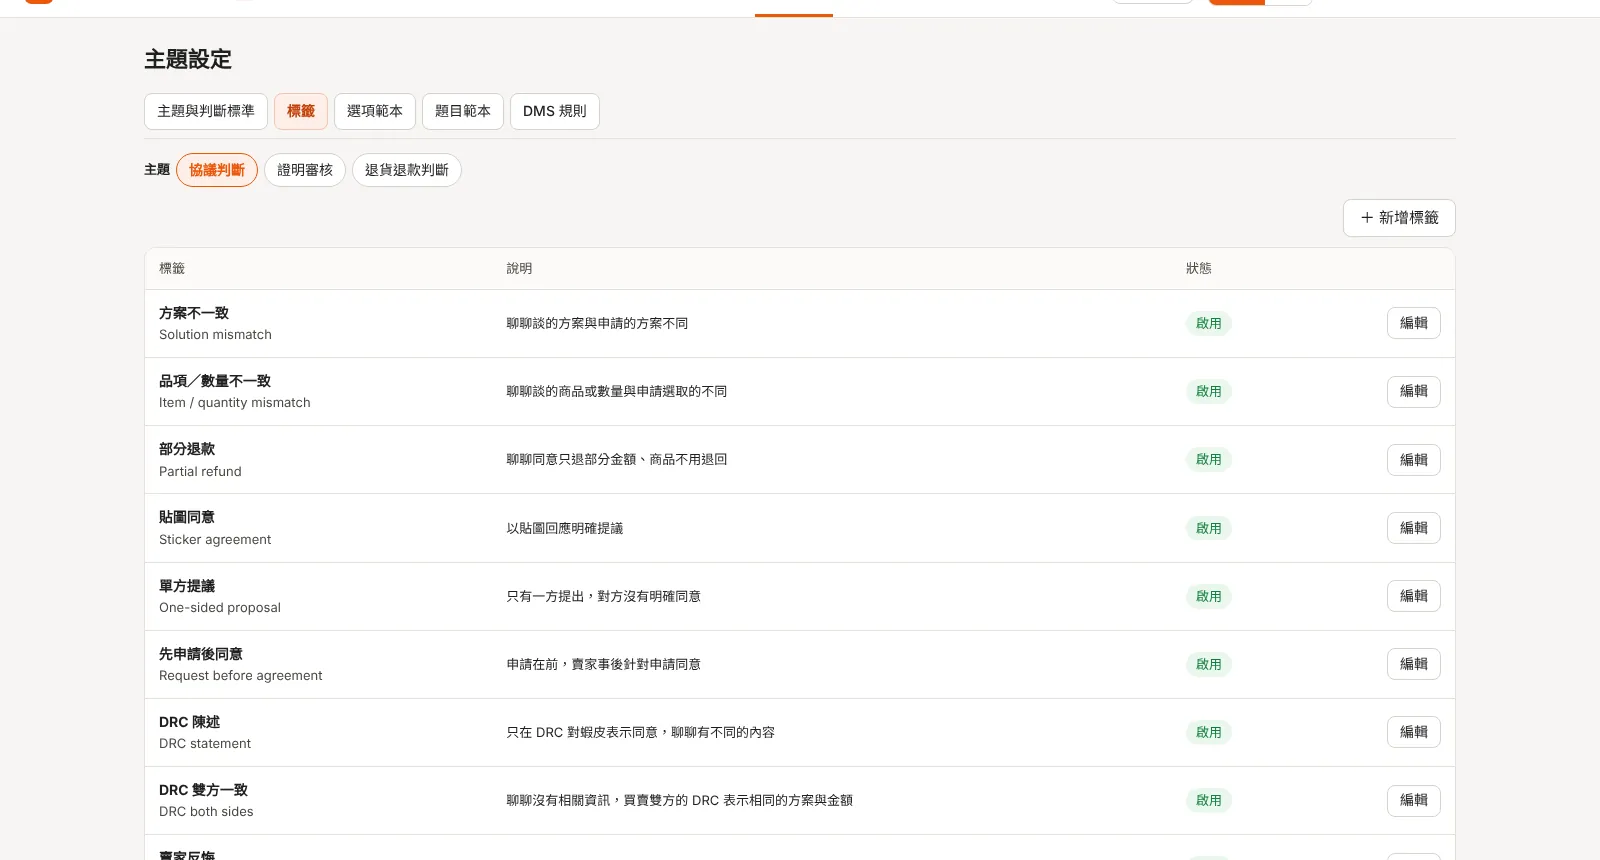 主題設定
主題與判斷標準 標籤 選項範本 題目範本 DMS 規則
主題 協議判斷 證明審核 退貨退款判斷
＋ 新增標籤
標籤 說明 狀態
方案不一致
Solution mismatch
聊聊談的方案與申請的方案不同 啟用 編輯
品項／數量不一致
Item / quantity mismatch
聊聊談的商品或數量與申請選取的不同 啟用 編輯
部分退款
Partial refund
聊聊同意只退部分金額、商品不用退回 啟用 編輯
貼圖同意
Sticker agreement
以貼圖回應明確提議 啟用 編輯
單方提議
One-sided proposal
只有一方提出，對方沒有明確同意 啟用 編輯
先申請後同意
Request before agreement
申請在前，賣家事後針對申請同意 啟用 編輯
DRC 陳述
DRC statement
只在 DRC 對蝦皮表示同意，聊聊有不同的內容 啟用 編輯
DRC 雙方一致
DRC both sides
聊聊沒有相關資訊，買賣雙方的 DRC 表示相同的方案與金額 啟用 編輯
賣家反悔